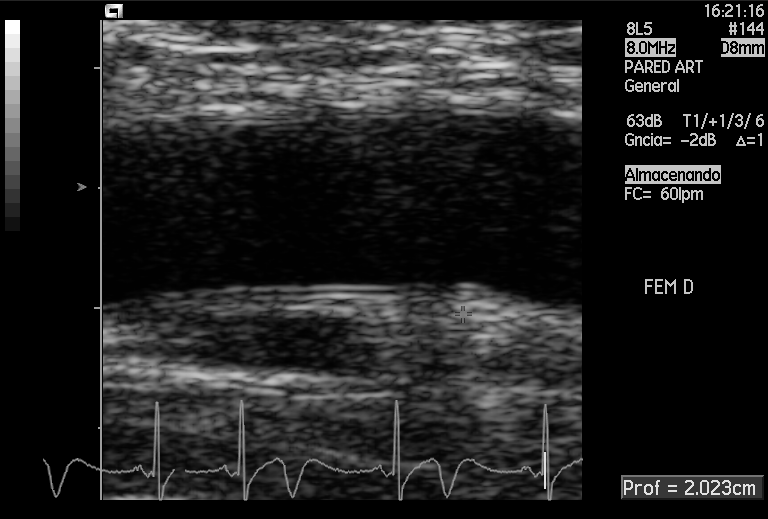 16:21:16
8L5 #144
8.0MHz 08mm
PARED ART
General
63dB T1/+1/3/ 6
Gncia= -2dB Δ=1
Almacenando
FC= 60lpm
FEM D
Prof = 2.023cm